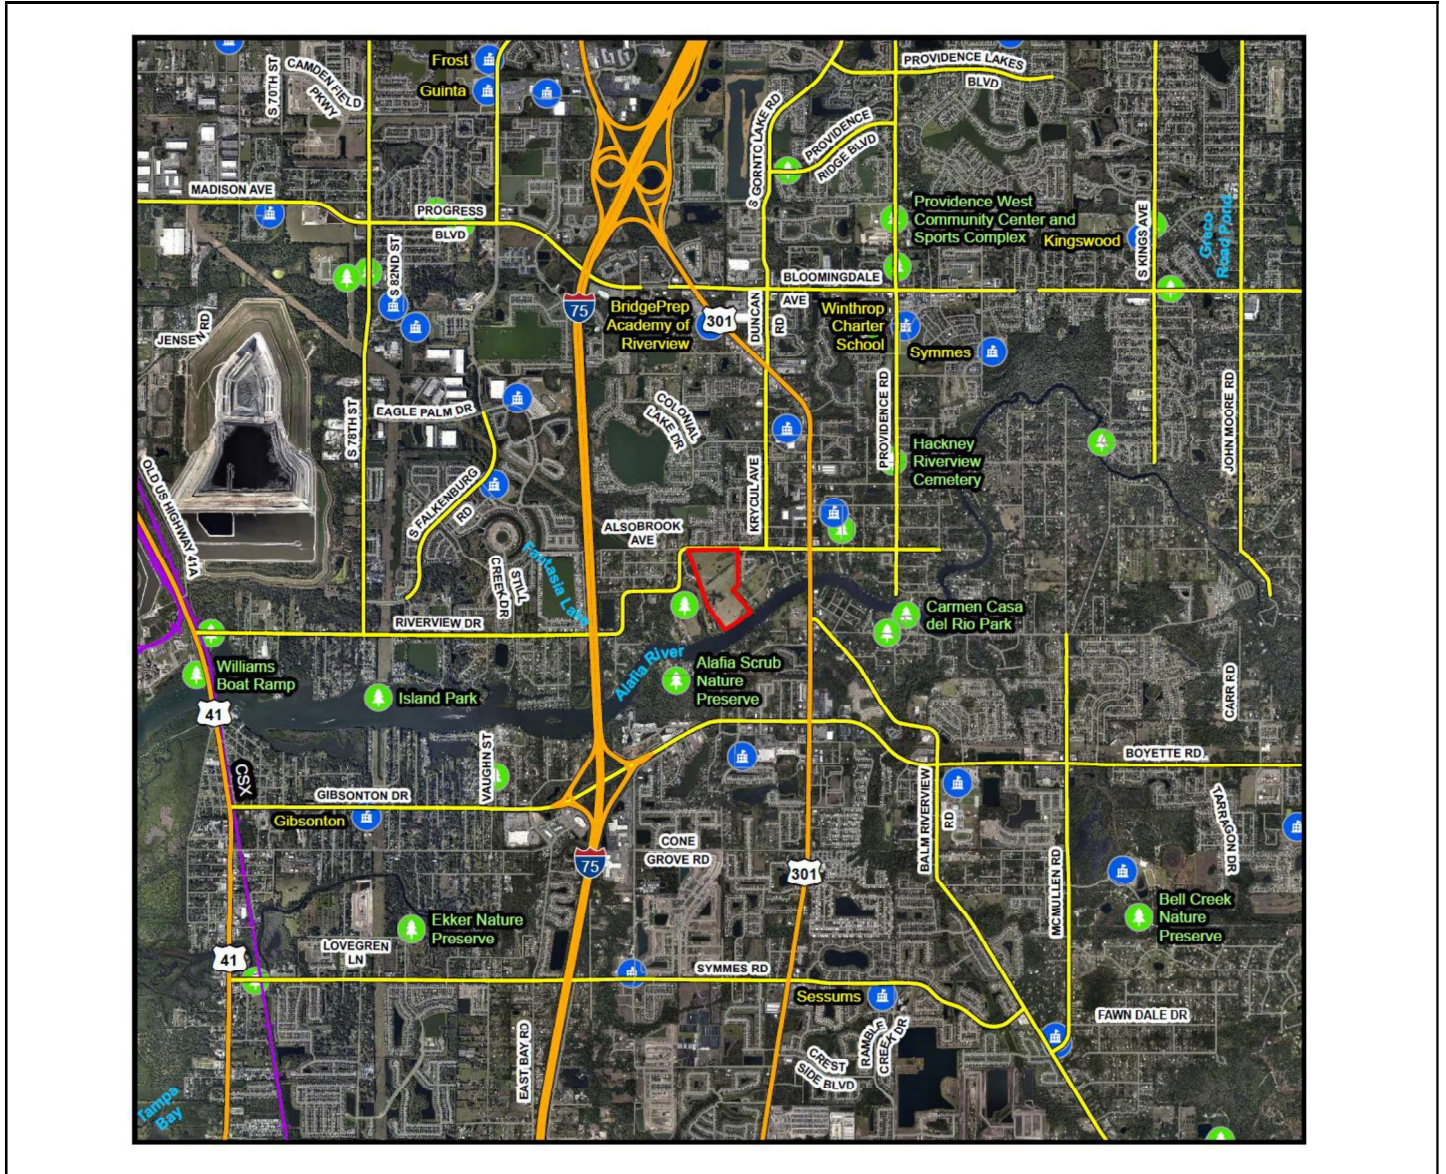 Frost
S 70TH ST
CAMDEN FIELD
PKWY
Guinta
PROVIDENCE LAKES
BLVD
S GORNTO LAKE RD
PROVIDENCE
RIDGE BLVD
MADISON AVE
PROGRESS
BLVD
Providence West
Community Center and
Sports Complex
Kingswood
S KINGS AVE
Greco
Road Pond
S 82ND ST
BLOOMINGDALE
AVE
75
BridgePrep
Academy of
Riverview
301
DUNCAN
RD
Winthrop
Charter
School
Symmes
JENSEN RD
EAGLE PALM DR
S 78TH ST
COLONIAL
LAKE DR
PROVIDENCE RD
JOHN MOORE RD
Hackney
Riverview
Cemetery
OLD US HIGHWAY 41A
S FALKENBURG
RD
KRYCUL AVE
ALSOBROOK
AVE
Fantasia Lake
STILL
CREEK DR
RIVERVIEW DR
Carmen Casa
del Rio Park
Williams
Boat Ramp
Island Park
Alafia River
Alafia Scrub
Nature
Preserve
CARR RD
41
CSX
VAUGHN ST
BOYETTE RD
GIBSONTON DR
Gibsonton
BALM RIVERVIEW
RD
TARRAGON DR
CONE
GROVE RD
75
301
MCMULLEN RD
Bell Creek
Nature
Preserve
Ekker Nature
Preserve
LOVEGREN
LN
41
SYMMES RD
Sessums
FAWN DALE DR
EAST BAY RD
CREST
SIDE BLVD
RAMBLE
CREEK DR
Tampa
Bay